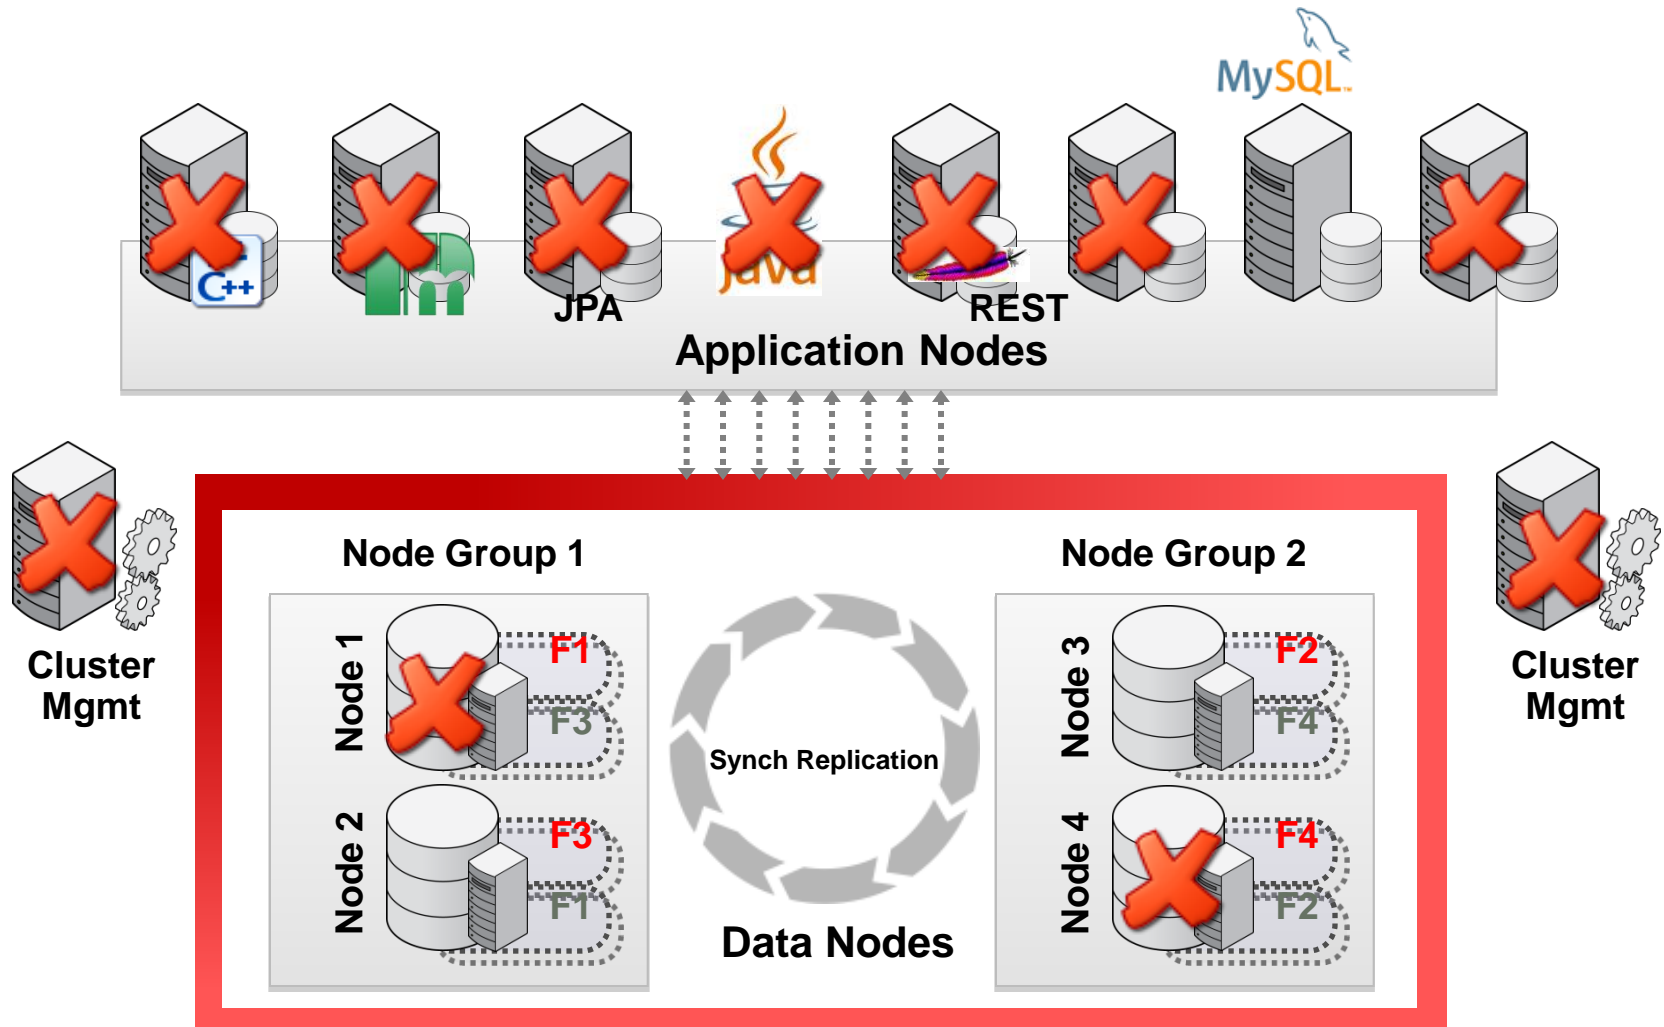 MySQL™
C++
Java
JPA
REST
Application Nodes
Cluster
Mgmt
Node Group 1
Node Group 2
Cluster
Mgmt
Node 1
F1
F3
Node 2
F3
F1
Synch Replication
Data Nodes
Node 3
F2
F4
Node 4
F4
F2